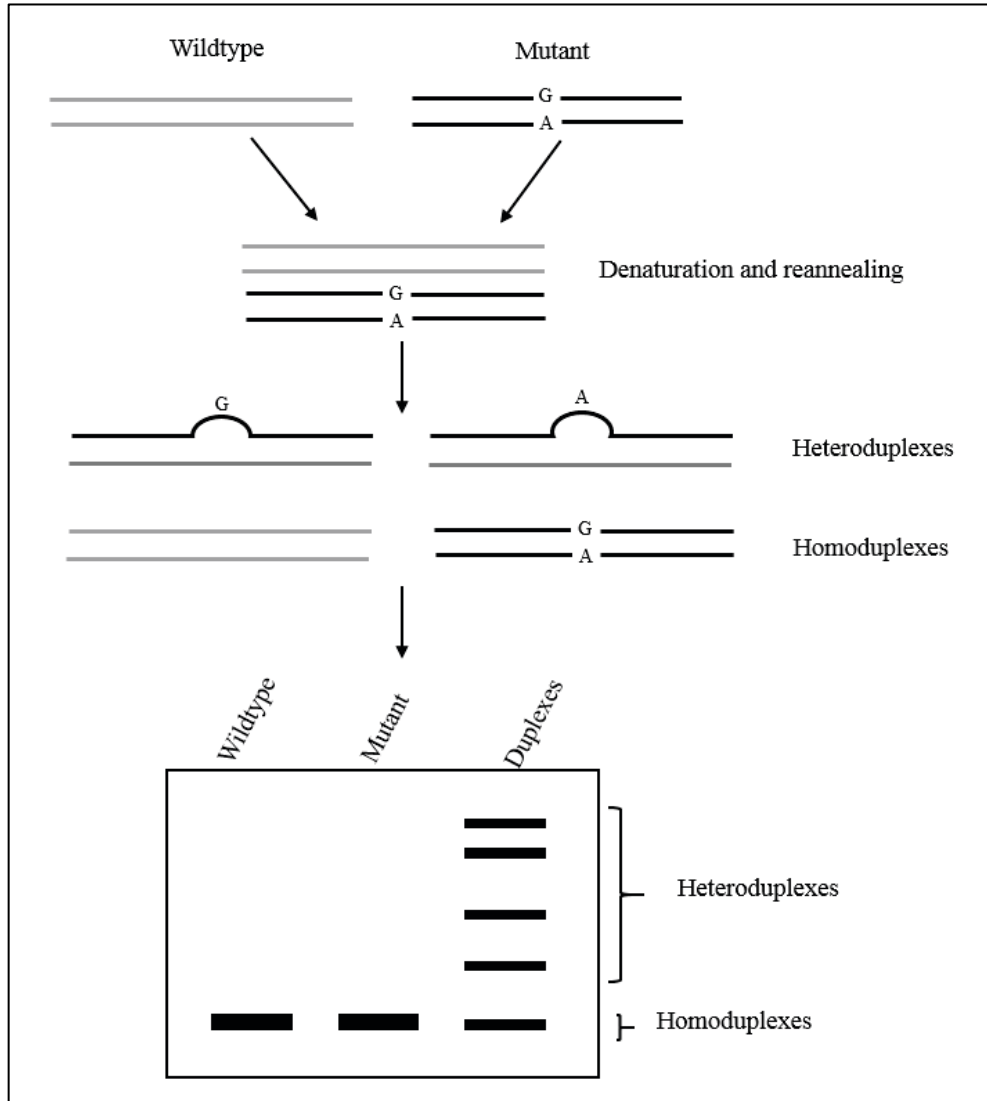 Wildtype
Mutant
G
A
Denaturation and reannealing
G
A
G
A
Heteroduplexes
G
A
Homoduplexes
Wildtype
Mutant
Duplexes
Heteroduplexes
Homoduplexes